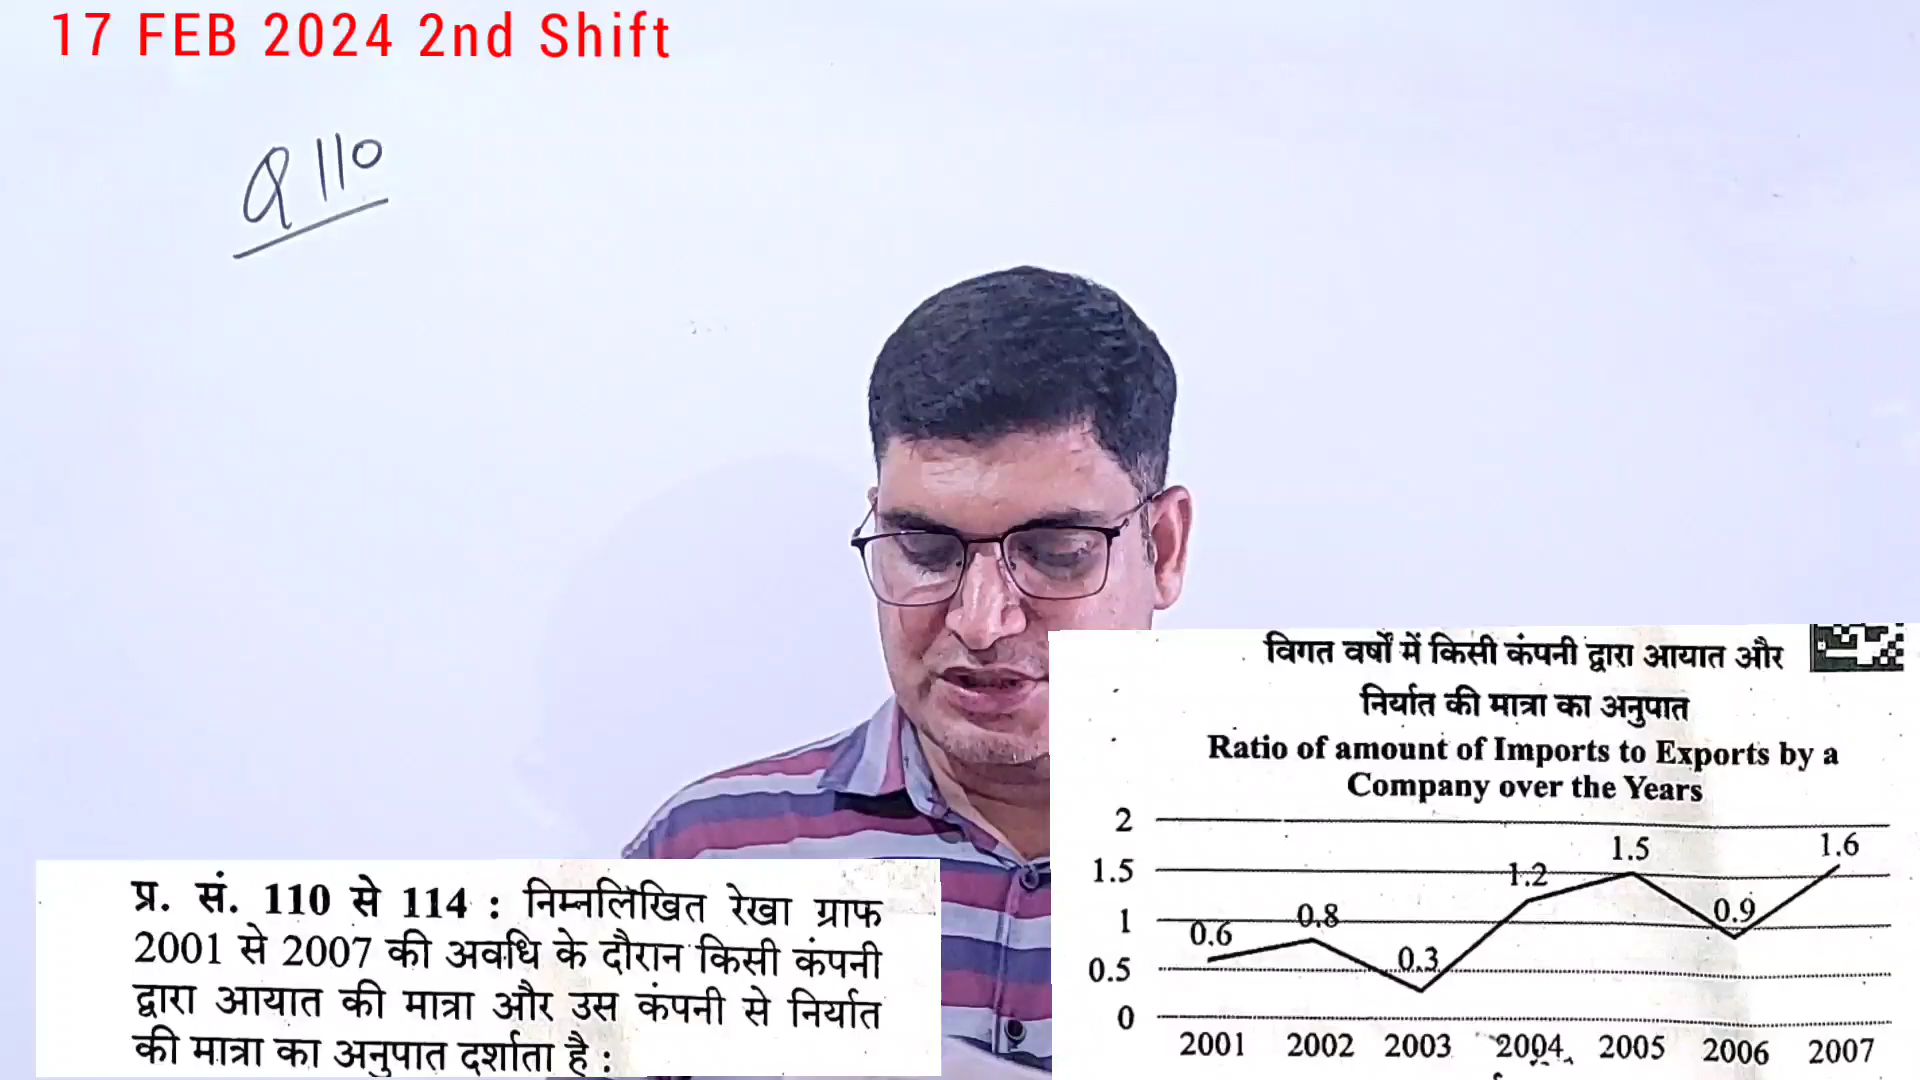 17 FEB 2024 2nd Shift
Q 110
प्र. सं. 110 से 114 : निम्नलिखित रेखा ग्राफ
2001 से 2007 की अवधि के दौरान किसी कंपनी
द्वारा आयात की मात्रा और उस कंपनी से निर्यात
की मात्रा का अनुपात दर्शाता है :
विगत वर्षों में किसी कंपनी द्वारा आयात और
निर्यात की मात्रा का अनुपात
Ratio of amount of Imports to Exports by a
Company over the Years
2
1.5
1
0.5
0
0.6
0.8
0.3
1.2
1.5
0.9
1.6
2001 2002 2003 2004 2005 2006 2007